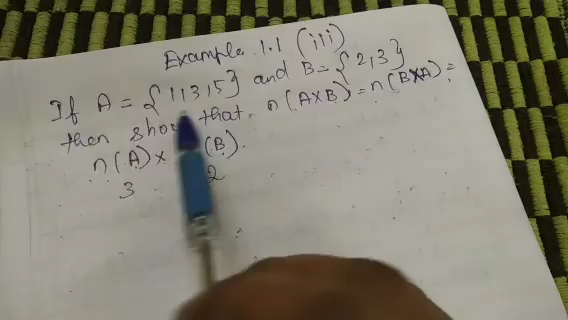 Example 1.1 (iii)
If A = {1,3,5} and B = {2,3}
then show that n(A×B) = n(B×A) =
n(A) × (B).
3 2